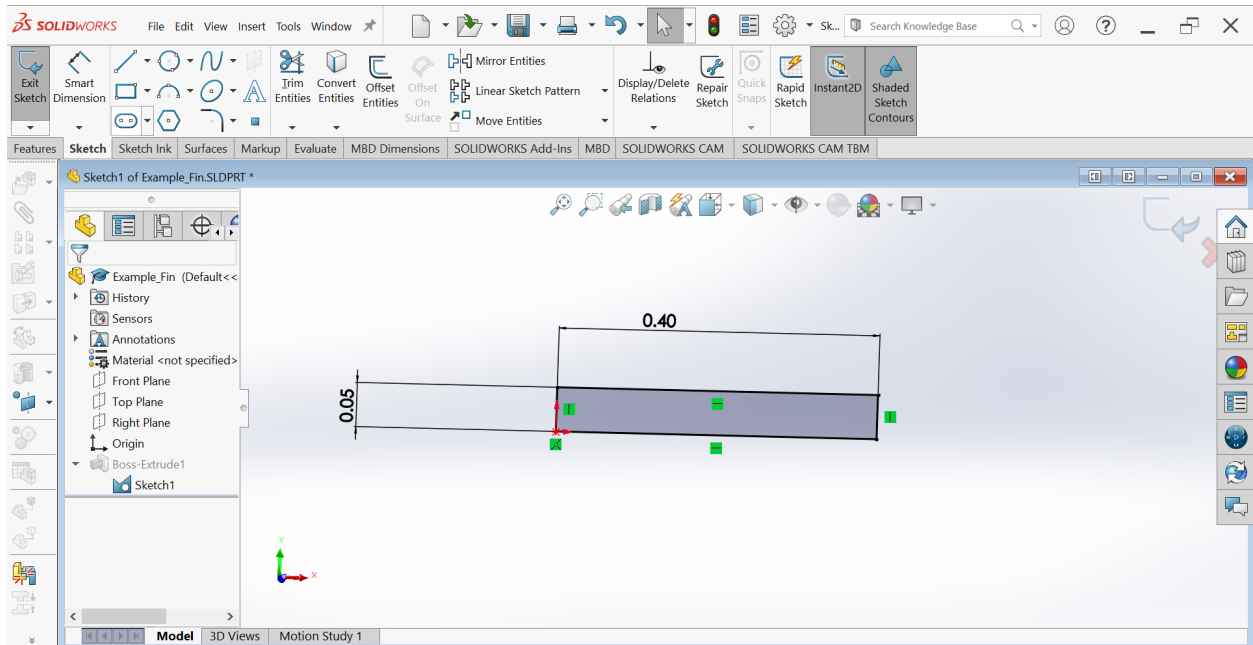 SOLIDWORKS File Edit View Insert Tools Window Sk... Search Knowledge Base
Exit Sketch
Smart Dimension
Trim Entities
Convert Entities
Offset Entities
Offset On Surface
Mirror Entities
Linear Sketch Pattern
Move Entities
Display/Delete Relations
Repair Sketch
Quick Snaps
Rapid Sketch
Instant2D
Shaded Sketch Contours
Features Sketch Sketch Ink Surfaces Markup Evaluate MBD Dimensions SOLIDWORKS Add-Ins MBD SOLIDWORKS CAM SOLIDWORKS CAM TBM
Sketch1 of Example_Fin.SLDPRT *
Example_Fin (Default<<
History
Sensors
Annotations
Material <not specified>
Front Plane
Top Plane
Right Plane
Origin
Boss-Extrude1
Sketch1
0.40
0.05
Y
X
Model 3D Views Motion Study 1